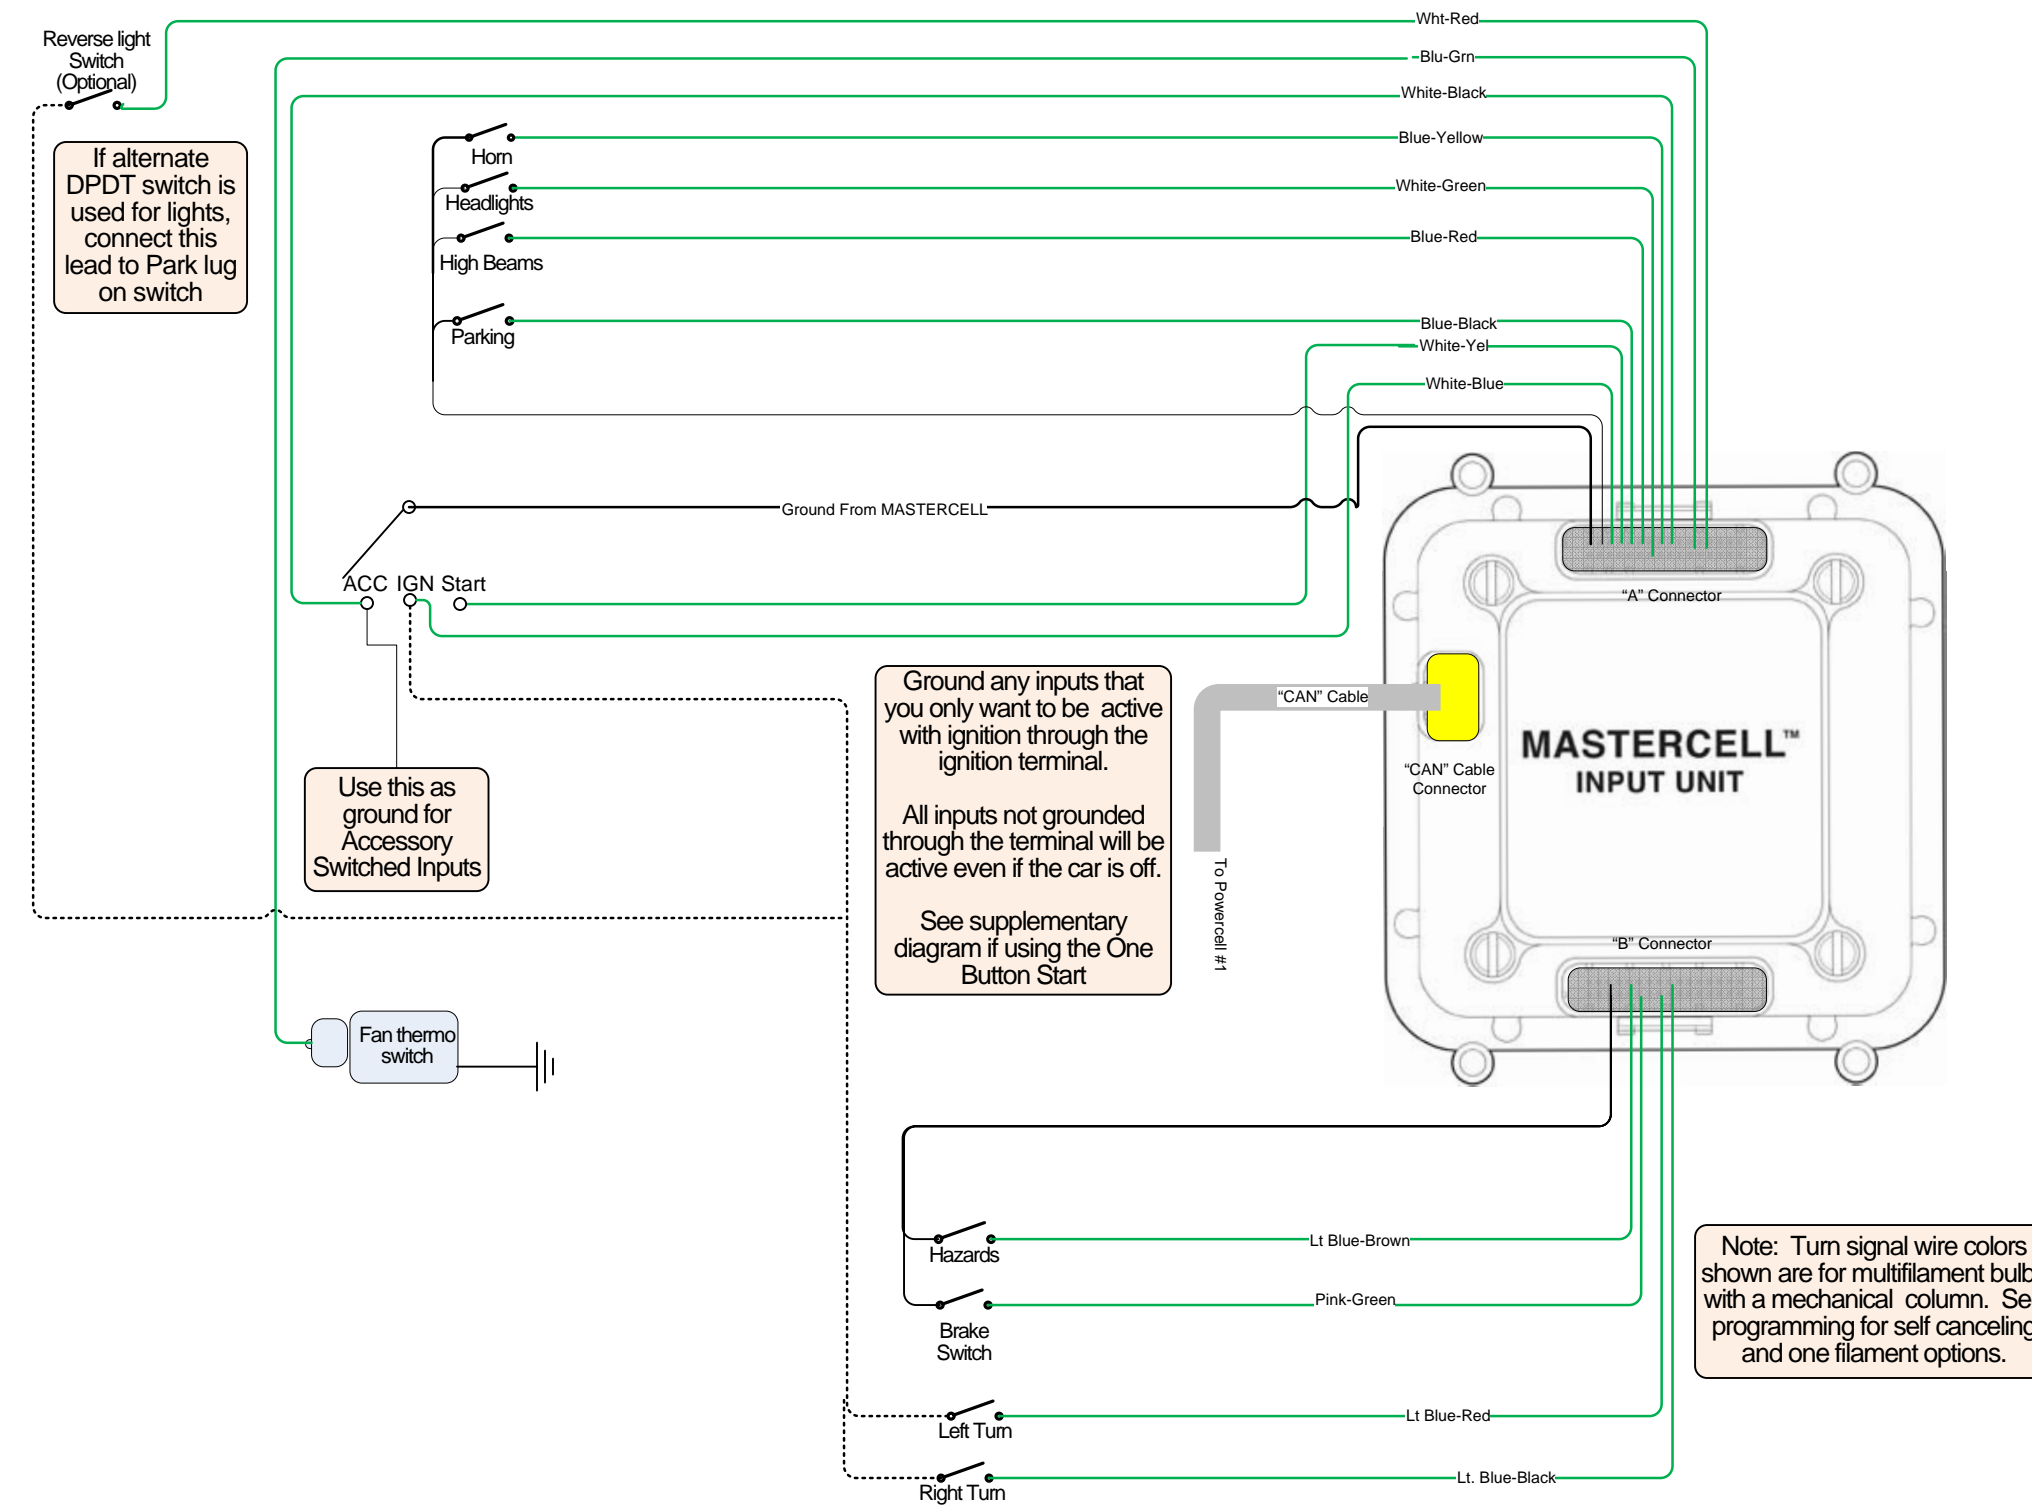 Wht-Red
Reverse light
Switch
(Optional)
Blu-Grn
White-Black
Blue-Yellow
Horn
If alternate
DPDT switch is
used for lights,
connect this
lead to Park lug
on switch
White-Green
Headlights
Blue-Red
High Beams
Blue-Black
Parking
White-Yel
White-Blue
Ground From MASTERCELL
ACC IGN Start
"A" Connector
Ground any inputs that
you only want to be active
with ignition through the
ignition terminal.
All inputs not grounded
through the terminal will be
active even if the car is off.
See supplementary
diagram if using the One
Button Start
"CAN" Cable
"CAN" Cable
Connector
MASTERCELL™
INPUT UNIT
Use this as
ground for
Accessory
Switched Inputs
To Powercell #1
"B" Connector
Fan thermo
switch
Lt Blue-Brown
Hazards
Pink-Green
Brake
Switch
Note: Turn signal wire colors
shown are for multifilament bulb
with a mechanical column. Se
programming for self canceling
and one filament options.
Lt Blue-Red
Left Turn
Lt. Blue-Black
Right Turn